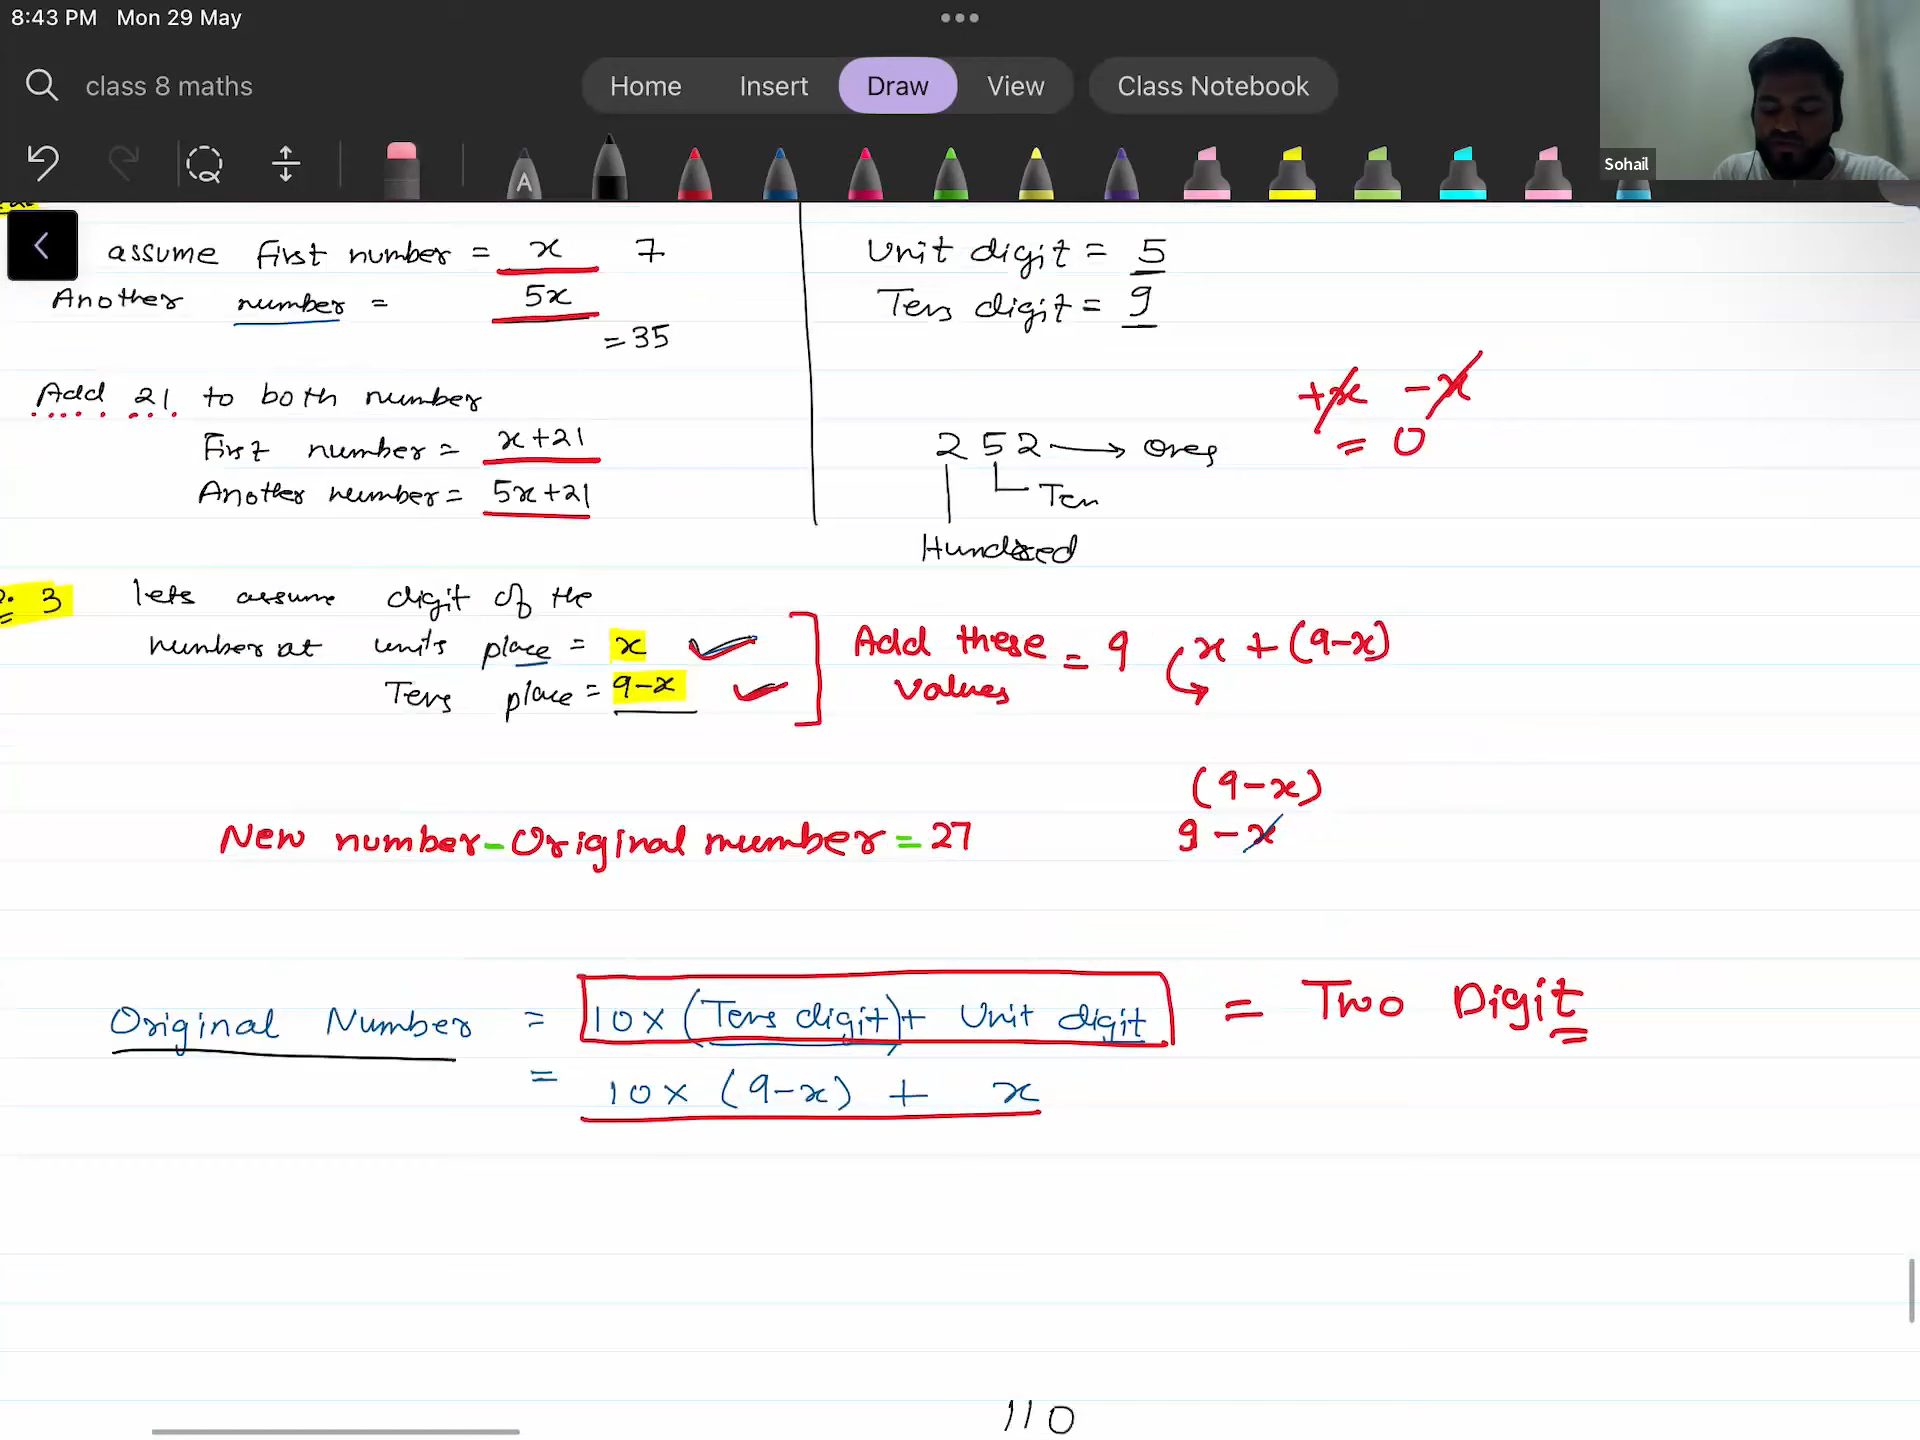 8:43 PM Mon 29 May
class 8 maths
Home Insert Draw View Class Notebook
A
Sohail
assume First number = x 7
Another number = 5x
= 35
Add 21 to both number
First number = x+21
Another number = 5x+21
Unit digit = 5
Tens digit = 9
+x -x
= 0
252 → Ones
Ten
Hundred
3 lets assume digit of the
number at units place = x
Tens place = 9-x
Add these values = 9 x + (9-x)
(9-x)
9-x
New number - Original number = 27
Original Number = 10x (Tens digit) + Unit digit = Two Digit
= 10x (9-x) + x
110